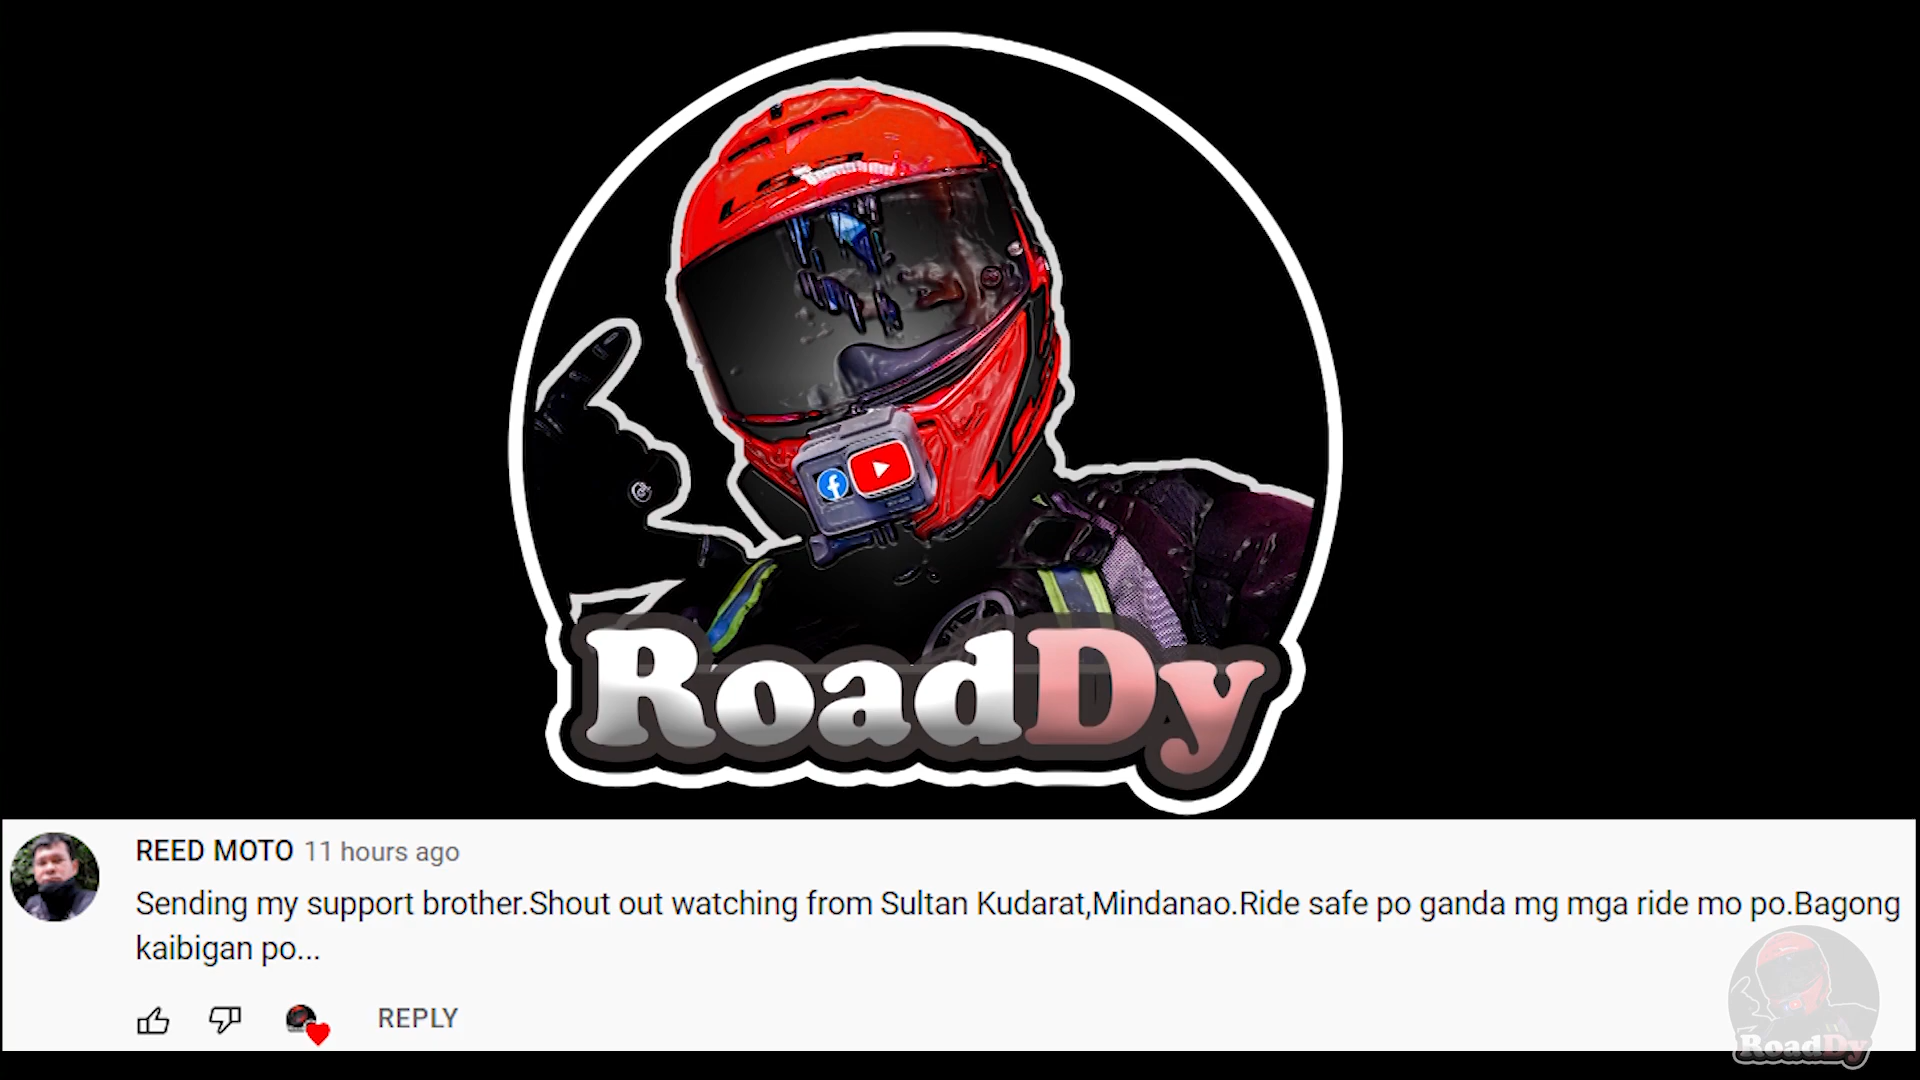 RoadDy
REED MOTO 11 hours ago
Sending my support brother.Shout out watching from Sultan Kudarat,Mindanao.Ride safe po ganda mg mga ride mo po.Bagong
kaibigan po...
REPLY
RoadDy